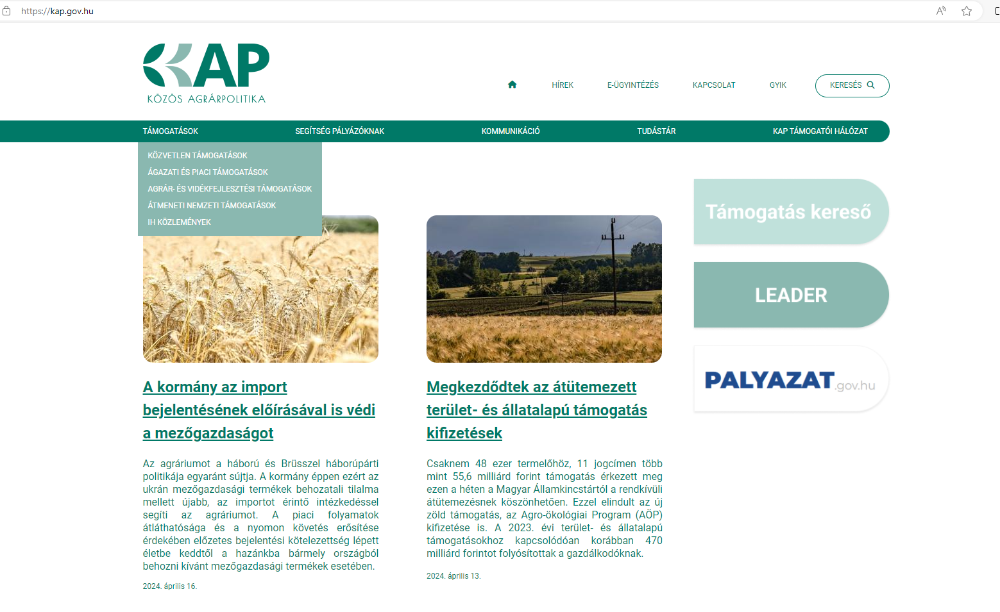 https://kap.gov.hu
KAP
KÖZÖS AGRÁRPOLITIKA
HÍREK
E-ÜGYINTÉZÉS
KAPCSOLAT
GYIK
KERESÉS
TÁMOGATÁSOK
SEGÍTSÉG PÁLYÁZÓKNAK
KOMMUNIKÁCIÓ
TUDÁSTÁR
KAP TÁMOGATÓI HÁLÓZAT
KÖZVETLEN TÁMOGATÁSOK
ÁGAZATI ÉS PIACI TÁMOGATÁSOK
AGRÁR- ÉS VIDÉKFEJLESZTÉSI TÁMOGATÁSOK
ÁTMENETI NEMZETI TÁMOGATÁSOK
IH KÖZLEMÉNYEK
A kormány az import
bejelentésének előírásával is védi
a mezőgazdaságot
Az agráriumot a háború és Brüsszel háborúpárti
politikája egyaránt sújtja. A kormány éppen ezért az
ukrán mezőgazdasági termékek behozatali tilalma
mellett újabb, az importot érintő intézkedéssel
segíti az agráriumot. A piaci folyamatok
átláthatósága és a nyomon követés erősítése
érdekében előzetes bejelentési kötelezettség lépett
életbe keddtől a hazánkba bármely országból
behozni kívánt mezőgazdasági termékek esetében.
2024. április 16.
Megkezdődtek az átütemezett
terület- és állatalapú támogatás
kifizetések
Csaknem 48 ezer termelőhöz, 11 jogcímen több
mint 55,6 milliárd forint támogatás érkezett meg
ezen a héten a Magyar Államkincstártól a rendkívüli
átütemezésnek köszönhetően. Ezzel elindult az új
zöld támogatás, az Agro-ökológiai Program (AÖP)
kifizetése is. A 2023. évi terület- és állatalapú
támogatásokhoz kapcsolódóan korábban 470
milliárd forintot folyósítottak a gazdálkodóknak.
2024. április 13.
Támogatás kereső
LEADER
PALYAZAT.gov.hu